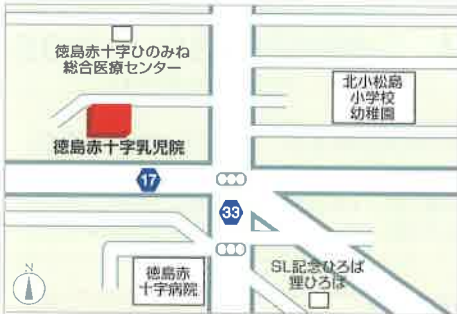 徳島赤十字ひのみね
総合医療センター
北小松島
小学校
幼稚園
徳島赤十字乳児院
17
33
徳島赤
十字病院
SL記念ひろば
狸ひろば
N